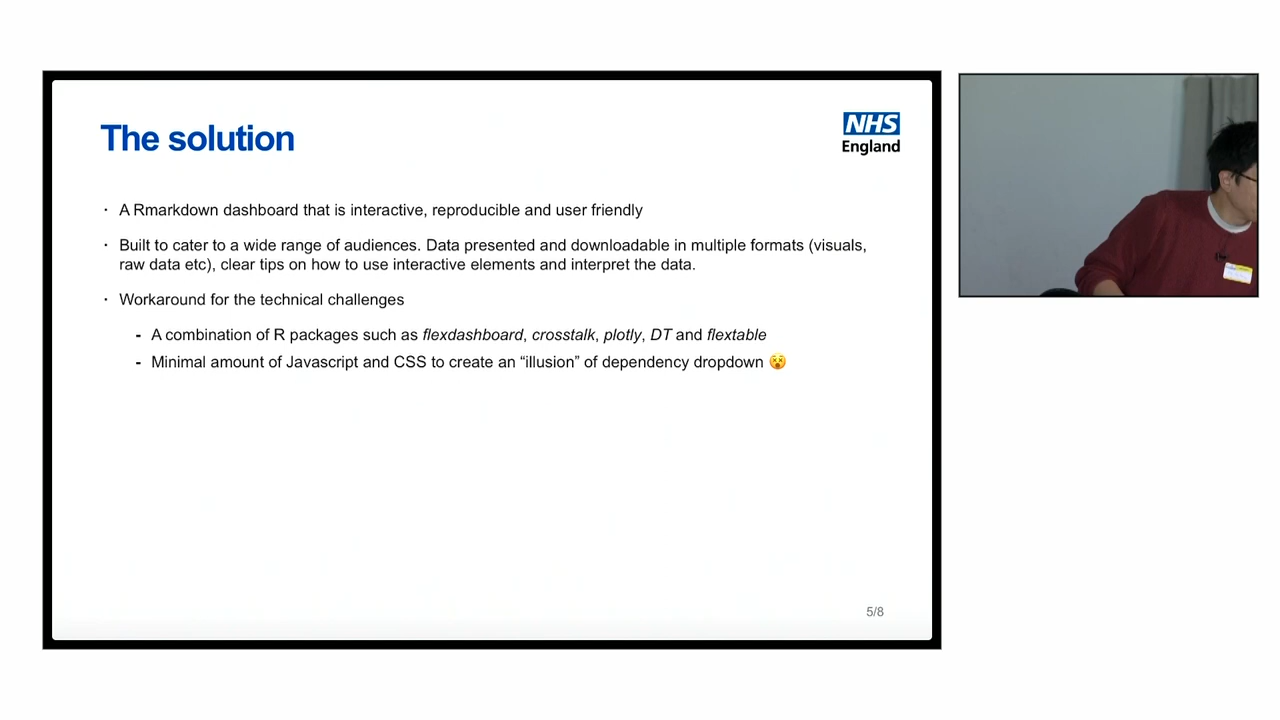 The solution
NHS
England
· A Rmarkdown dashboard that is interactive, reproducible and user friendly
· Built to cater to a wide range of audiences. Data presented and downloadable in multiple formats (visuals,
raw data etc), clear tips on how to use interactive elements and interpret the data.
· Workaround for the technical challenges
- A combination of R packages such as flexdashboard, crosstalk, plotly, DT and flextable
- Minimal amount of Javascript and CSS to create an “illusion” of dependency dropdown 😵
5/8